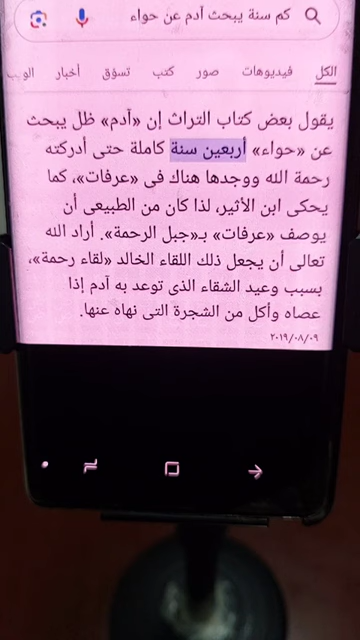 كم سنة يبحث آدم عن حواء
الكل فيديوهات صور كتب تسوّق أخبار
يقول بعض كتاب التراث إن «آدم» ظل يبحث
عن «حواء» أربعين سنة كاملة حتى أدركته
رحمة الله ووجدها هناك فى «عرفات»، كما
يحكى ابن الأثير، لذا كان من الطبيعى أن
يوصف «عرفات» بـ«جبل الرحمة». أراد الله
تعالى أن يجعل ذلك اللقاء الخالد «لقاء رحمة»،
بسبب وعيد الشقاء الذى توعد به آدم إذا
عصاه وأكل من الشجرة التى نهاه عنها.
٢٠١٩/٠٨/٠٩